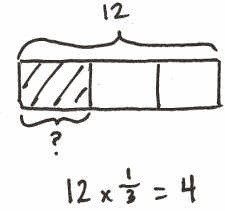 12
?
12 x 1/3 = 4